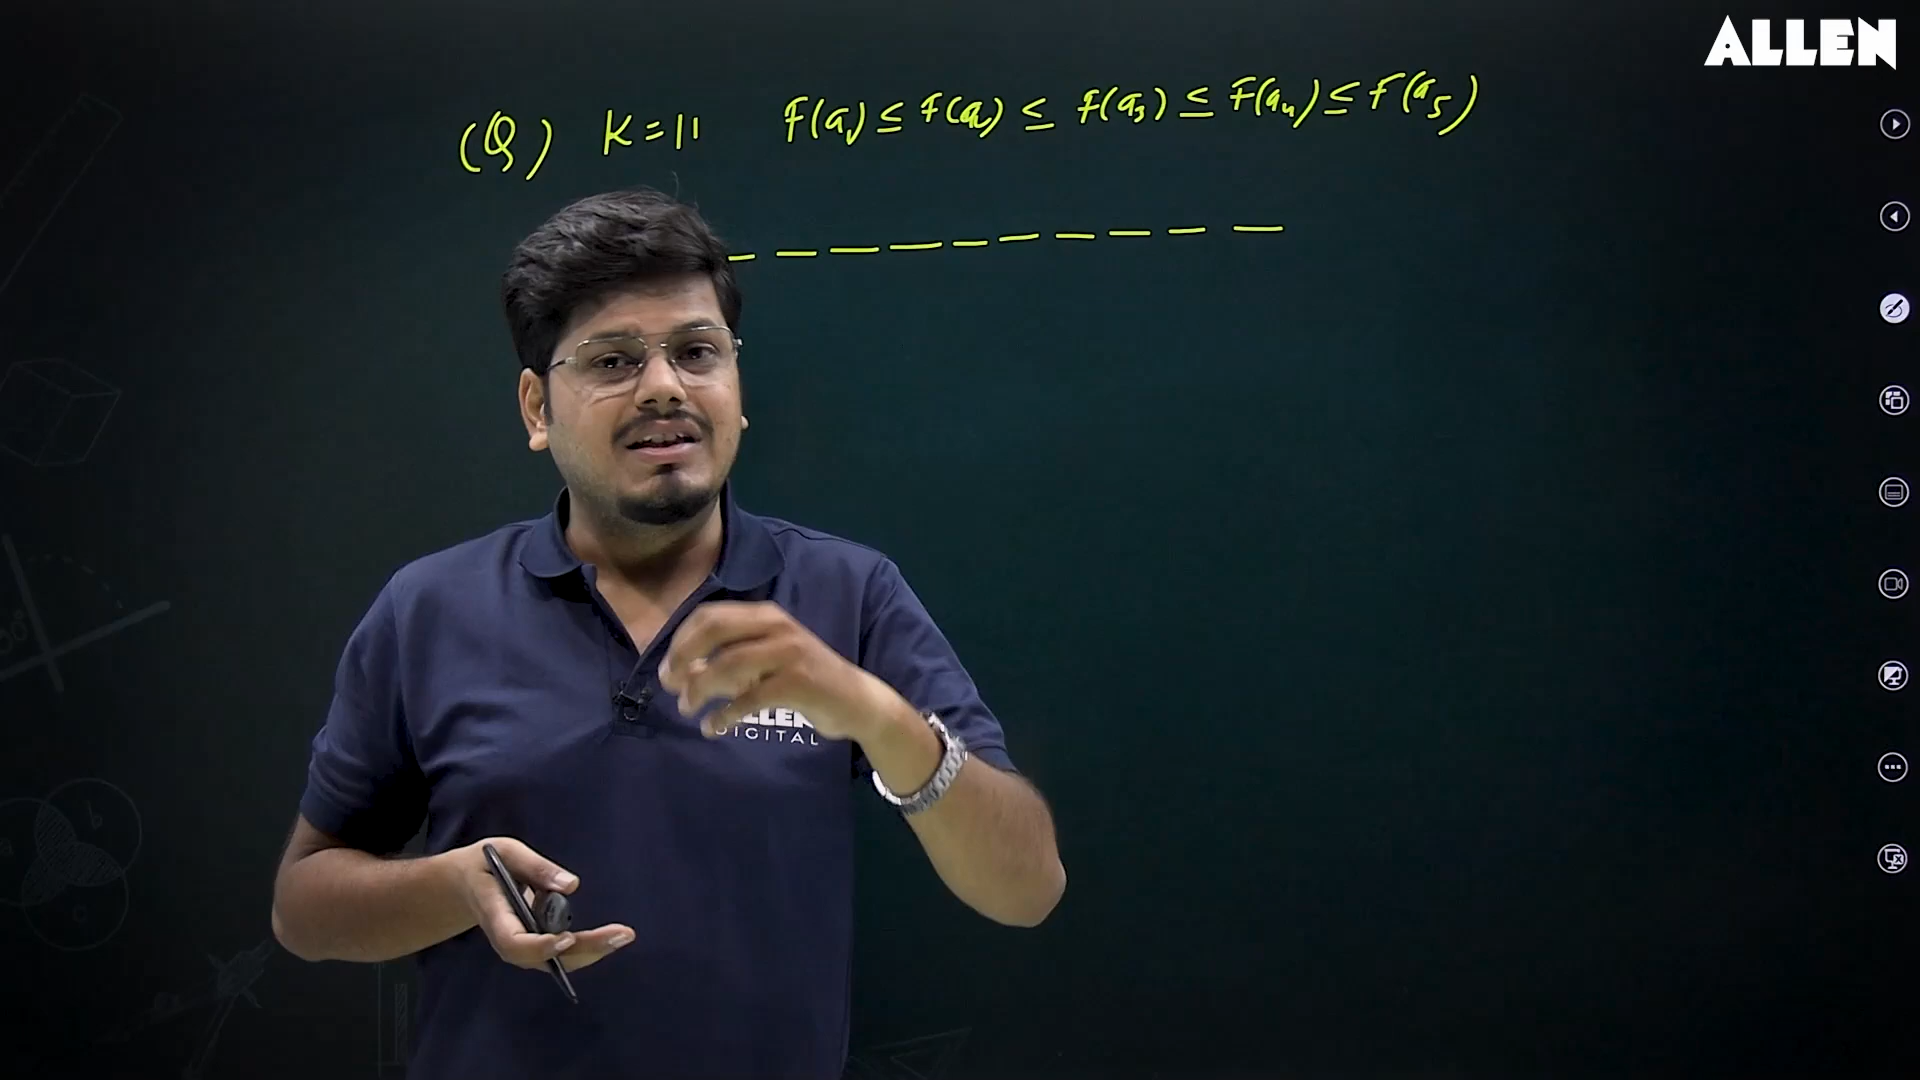 ALLEN
(Q) K=11 F(a₁) ≤ F(a₂) ≤ F(a₃) ≤ F(a₄) ≤ F(a₅)
ALLEN
DIGITAL
b
a
c